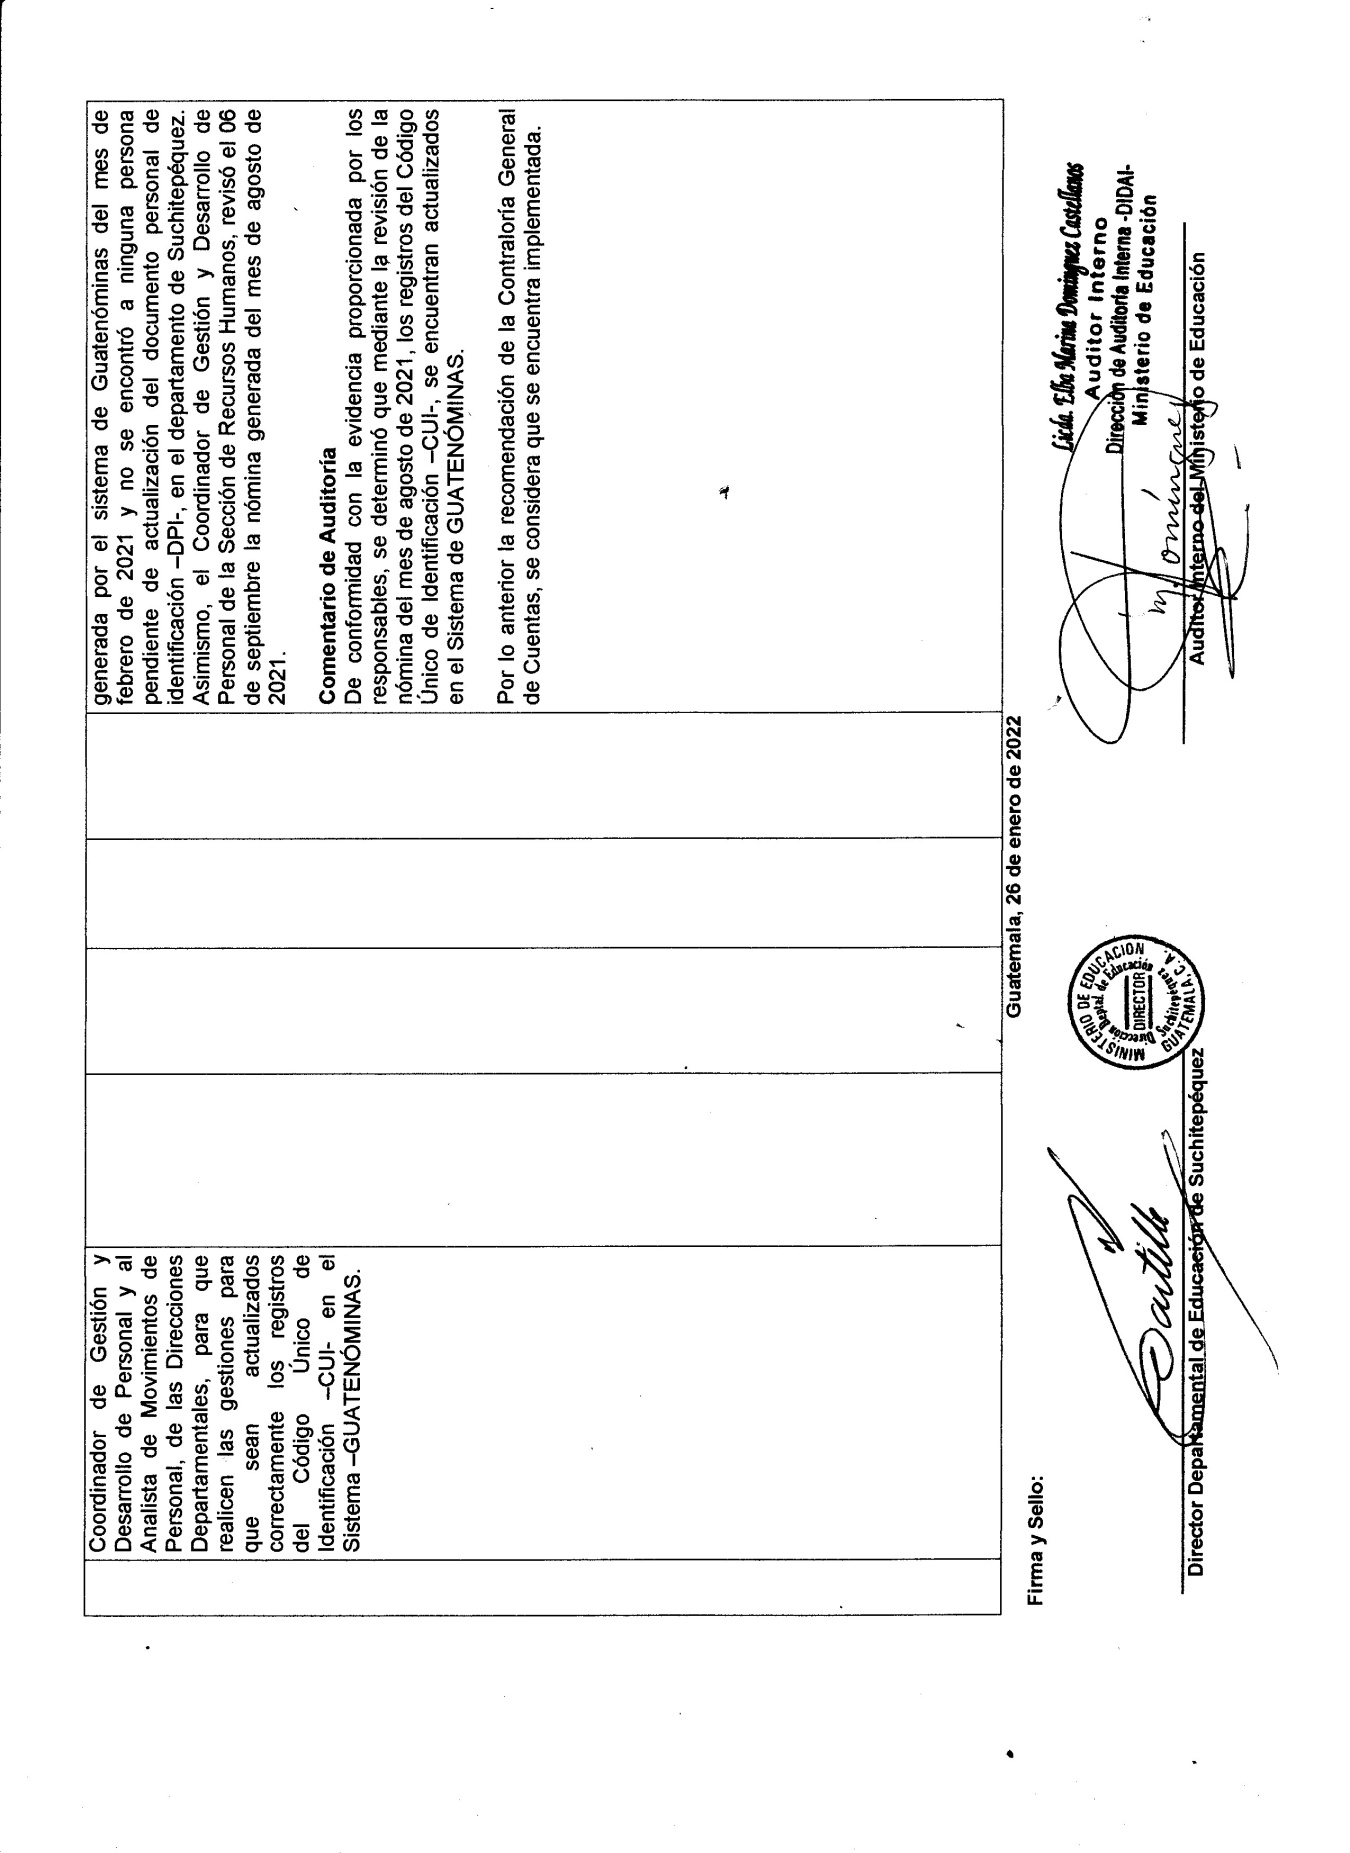 Coordinador de Gestión y
Desarrollo de Personal y al
Analista de Movimientos de
Personal, de las Direcciones
Departamentales, para que
realicen las gestiones para
que sean actualizados
correctamente los registros
del Código Único de
Identificación –CUI- en el
Sistema –GUATENÓMINAS.
generada por el sistema de Guatenóminas del mes de
febrero de 2021 y no se encontró a ninguna persona
pendiente de actualización del documento personal de
identificación –DPI-, en el departamento de Suchitepéquez.
Asimismo, el Coordinador de Gestión y Desarrollo de
Personal de la Sección de Recursos Humanos, revisó el 06
de septiembre la nómina generada del mes de agosto de
2021.
Comentario de Auditoría
De conformidad con la evidencia proporcionada por los
responsables, se determinó que mediante la revisión de la
nómina del mes de agosto de 2021, los registros del Código
Único de Identificación –CUI-, se encuentran actualizados
en el Sistema de GUATENÓMINAS.
Por lo anterior la recomendación de la Contraloría General
de Cuentas, se considera que se encuentra implementada.
Guatemala, 26 de enero de 2022
Firma y Sello:
MINISTERIO DE EDUCACION
Dirección Deptal. de Educación
DIRECTOR
Suchitepéquez
GUATEMALA, C. A.
Director Departamental de Educación de Suchitepéquez
Licda. Elba Marina Domínguez Castellanos
Auditor Interno
Dirección de Auditoría Interna -DIDAI-
Ministerio de Educación
Domínguez
Auditor Interno del Ministerio de Educación